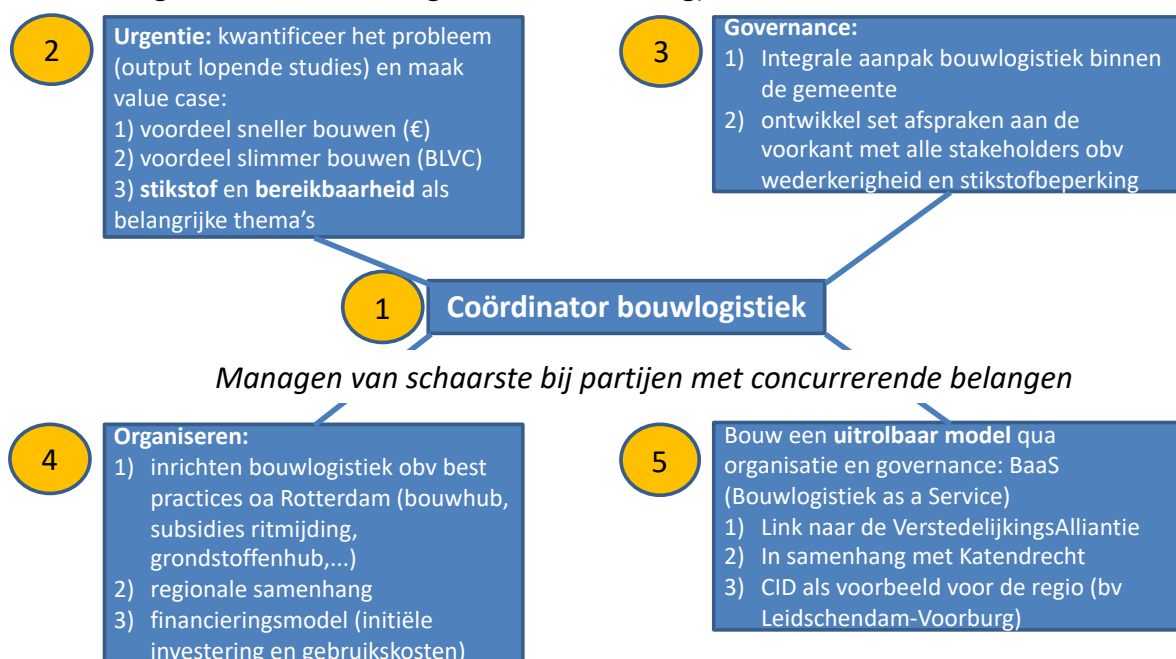 2
Urgentie: kwantificeer het probleem
(output lopende studies) en maak
value case:
1) voordeel sneller bouwen (€)
2) voordeel slimmer bouwen (BLVC)
3) stikstof en bereikbaarheid als
belangrijke thema's
3
Governance:
1) Integrale aanpak bouwlogistiek binnen
de gemeente
2) ontwikkel set afspraken aan de
voorkant met alle stakeholders obv
wederkerigheid en stikstofbeperking
1
Coördinator bouwlogistiek
Managen van schaarste bij partijen met concurrerende belangen
4
Organiseren:
1) inrichten bouwlogistiek obv best
practices oa Rotterdam (bouwhub,
subsidies ritmijding,
grondstoffenhub,...)
2) regionale samenhang
3) financieringsmodel (initiële
investering en gebruikskosten)
5
Bouw een uitrolbaar model qua
organisatie en governance: BaaS
(Bouwlogistiek as a Service)
1) Link naar de VerstedelijkingsAlliantie
2) In samenhang met Katendrecht
3) CID als voorbeeld voor de regio (bv
Leidschendam-Voorburg)